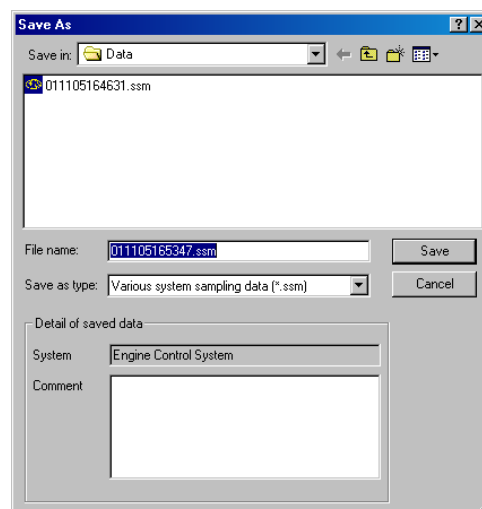 Save As
Save in: Data
011105164631.ssm
File name: 011105165347.ssm Save
Save as type: Various system sampling data (*.ssm) Cancel
Detail of saved data
System Engine Control System
Comment